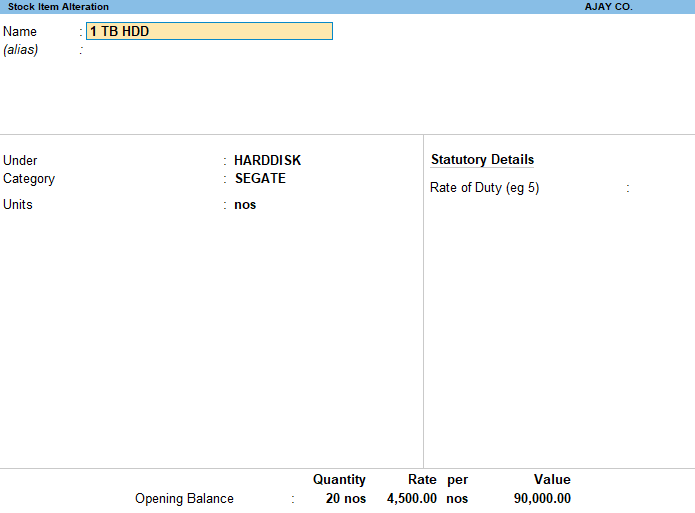 Stock Item Alteration AJAY CO.
Name : 1 TB HDD
(alias) :
Under : HARDDISK
Category : SEGATE
Units : nos
Statutory Details
Rate of Duty (eg 5) :
Quantity Rate per Value
Opening Balance : 20 nos 4,500.00 nos 90,000.00